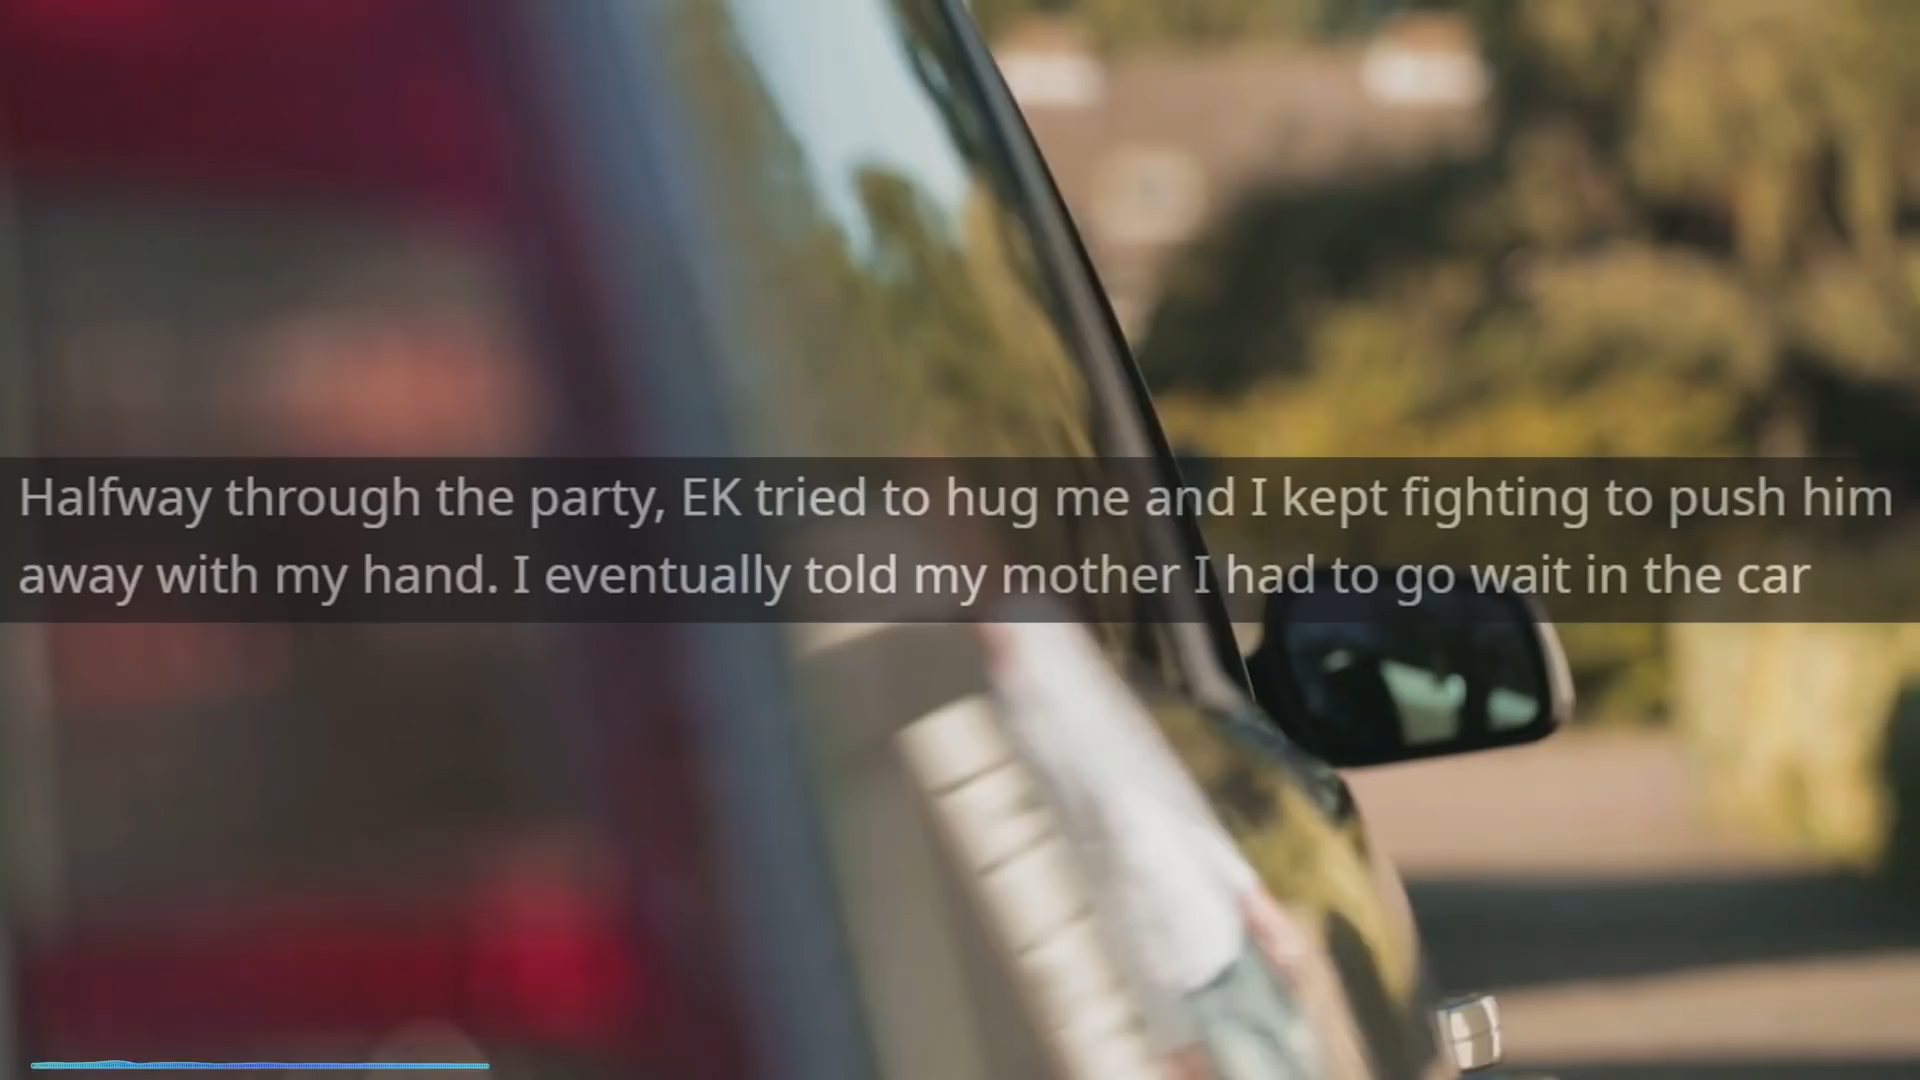 Halfway through the party, EK tried to hug me and I kept fighting to push him
away with my hand. I eventually told my mother I had to go wait in the car